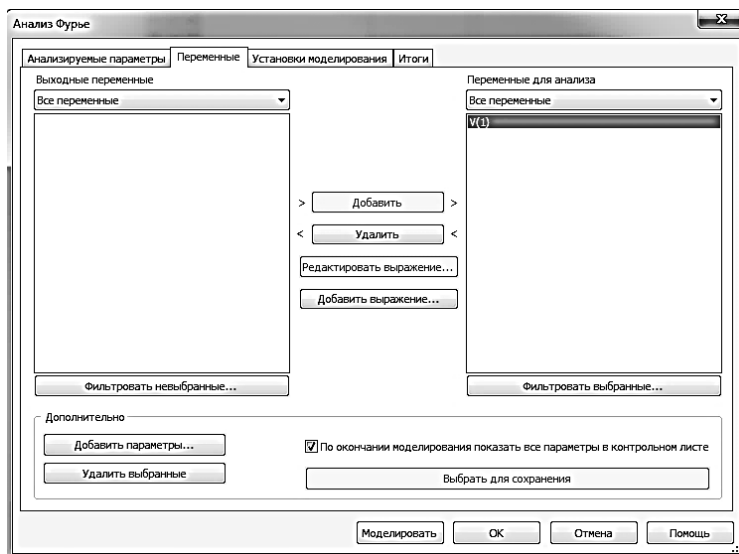 Анализ Фурье
Анализируемые параметры Переменные Установки моделирования Итоги
Выходные переменные
Все переменные
Переменные для анализа
Все переменные
V(1)
> Добавить >
< Удалить <
Редактировать выражение...
Добавить выражение...
Фильтровать невыбранные...
Фильтровать выбранные...
Дополнительно
Добавить параметры...
Удалить выбранные
По окончании моделирования показать все параметры в контрольном листе
Выбрать для сохранения
Моделировать OK Отмена Помощь